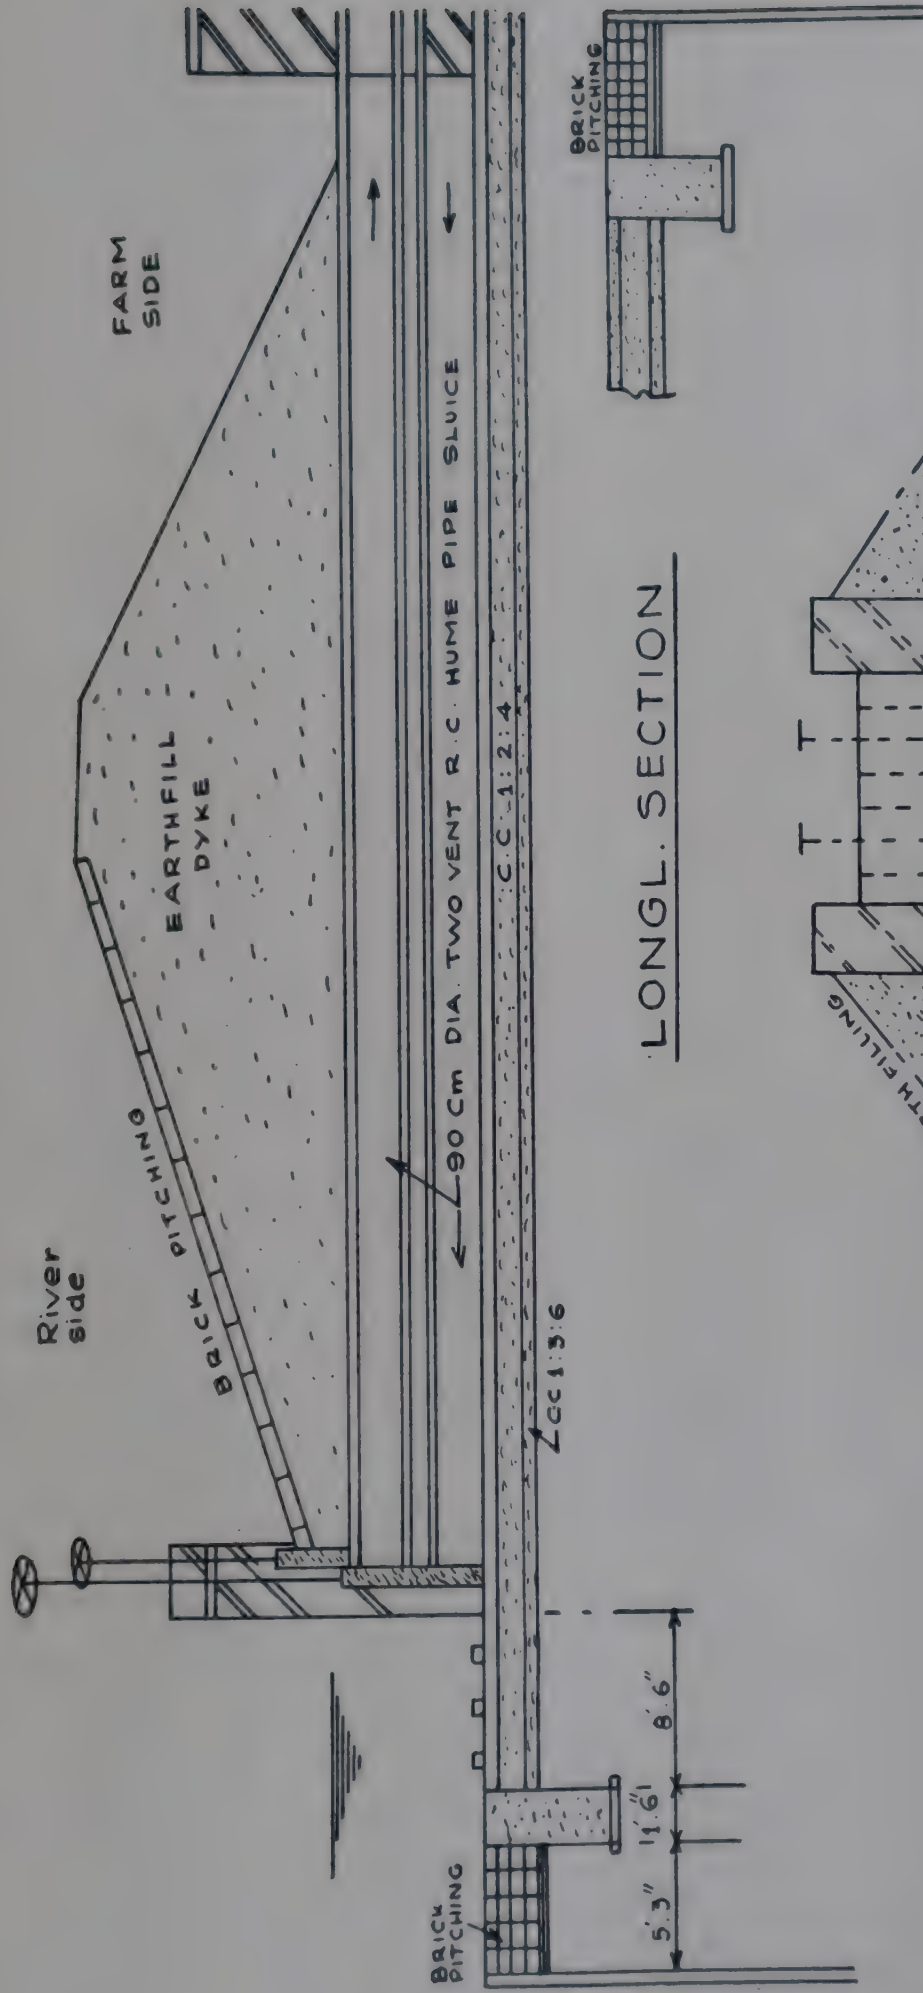 River
side
FARM
SIDE
BRICK PITCHING
EARTHFILL
DYKE
90 Cm DIA. TWO VENT R.C. HUME PIPE SLUICE
C.C 1:2:4
CC 1:3:6
BRICK
PITCHING
BRICK
PITCHING
5'.3"
1'.6"
8'.6"
LONGL. SECTION
T
T
FILLING